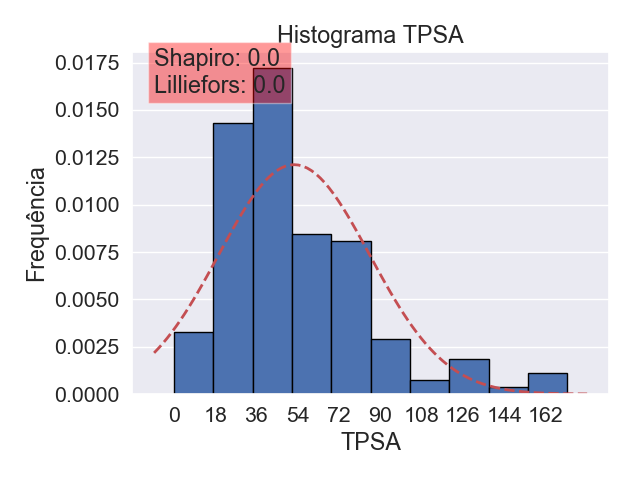 Histograma TPSA
Shapiro: 0.0
Lilliefors: 0.0
0.0175
0.0150
0.0125
0.0100
0.0075
0.0050
0.0025
0.0000
Frequência
0 18 36 54 72 90 108 126 144 162
TPSA